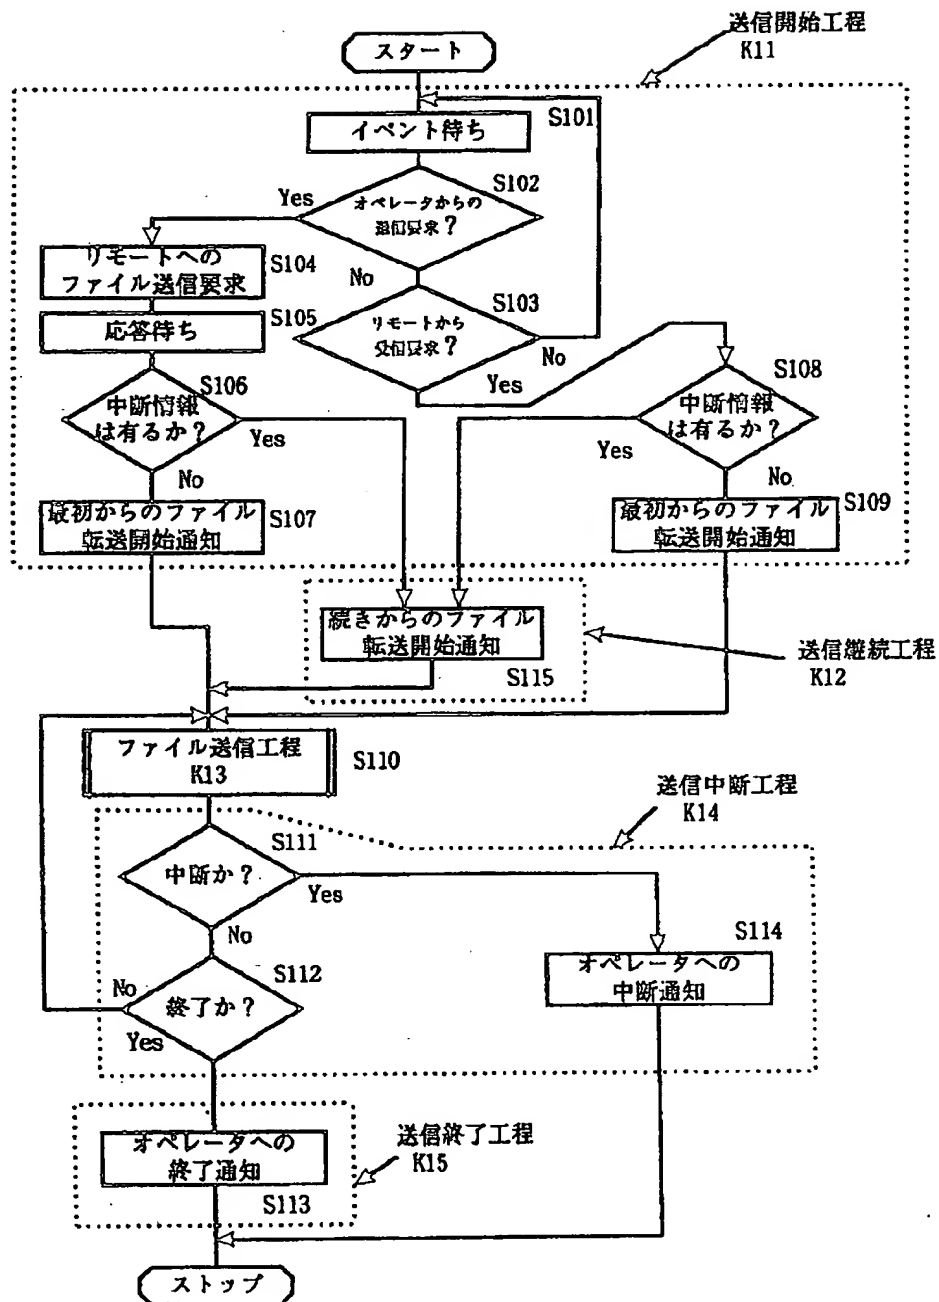 送信開始工程
K11
スタート
S101
イベント待ち
S102
Yes
オペレータからの
送信要求？
リモートへの
ファイル送信要求
S104
No
S103
応答待ち
S105
リモートから
受信要求？
No
Yes
S106
中断情報
は有るか？
Yes
No
S108
中断情報
は有るか？
Yes
No
最初からのファイル
転送開始通知
S107
最初からのファイル
転送開始通知
S109
続きからのファイル
転送開始通知
S115
送信継続工程
K12
ファイル送信工程
K13
S110
送信中断工程
K14
S111
中断か？
Yes
No
S112
No
終了か？
Yes
S114
オペレータへの
中断通知
オペレータへの
終了通知
S113
送信終了工程
K15
ストップ